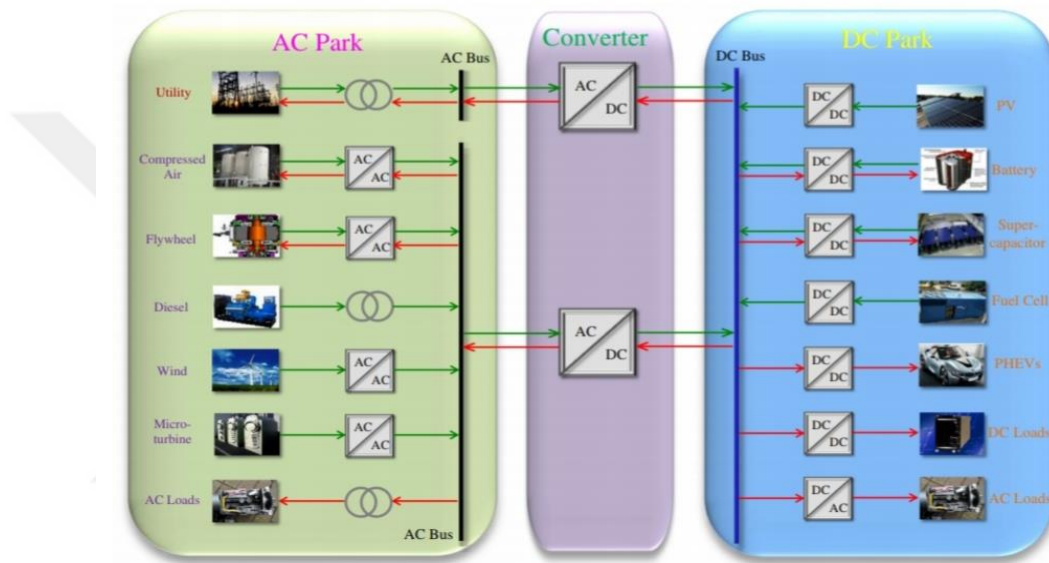 AC Park
Converter
DC Park
AC Bus
DC Bus
Utility
AC
DC
DC
DC
PV
Compressed
Air
AC
AC
DC
DC
Battery
Flywheel
AC
AC
DC
DC
Super-
capacitor
Diesel
DC
DC
Fuel Cell
AC
DC
Wind
AC
AC
DC
DC
PHEVs
Micro-
turbine
AC
AC
DC
DC
DC Loads
AC Loads
DC
AC
AC Loads
AC Bus